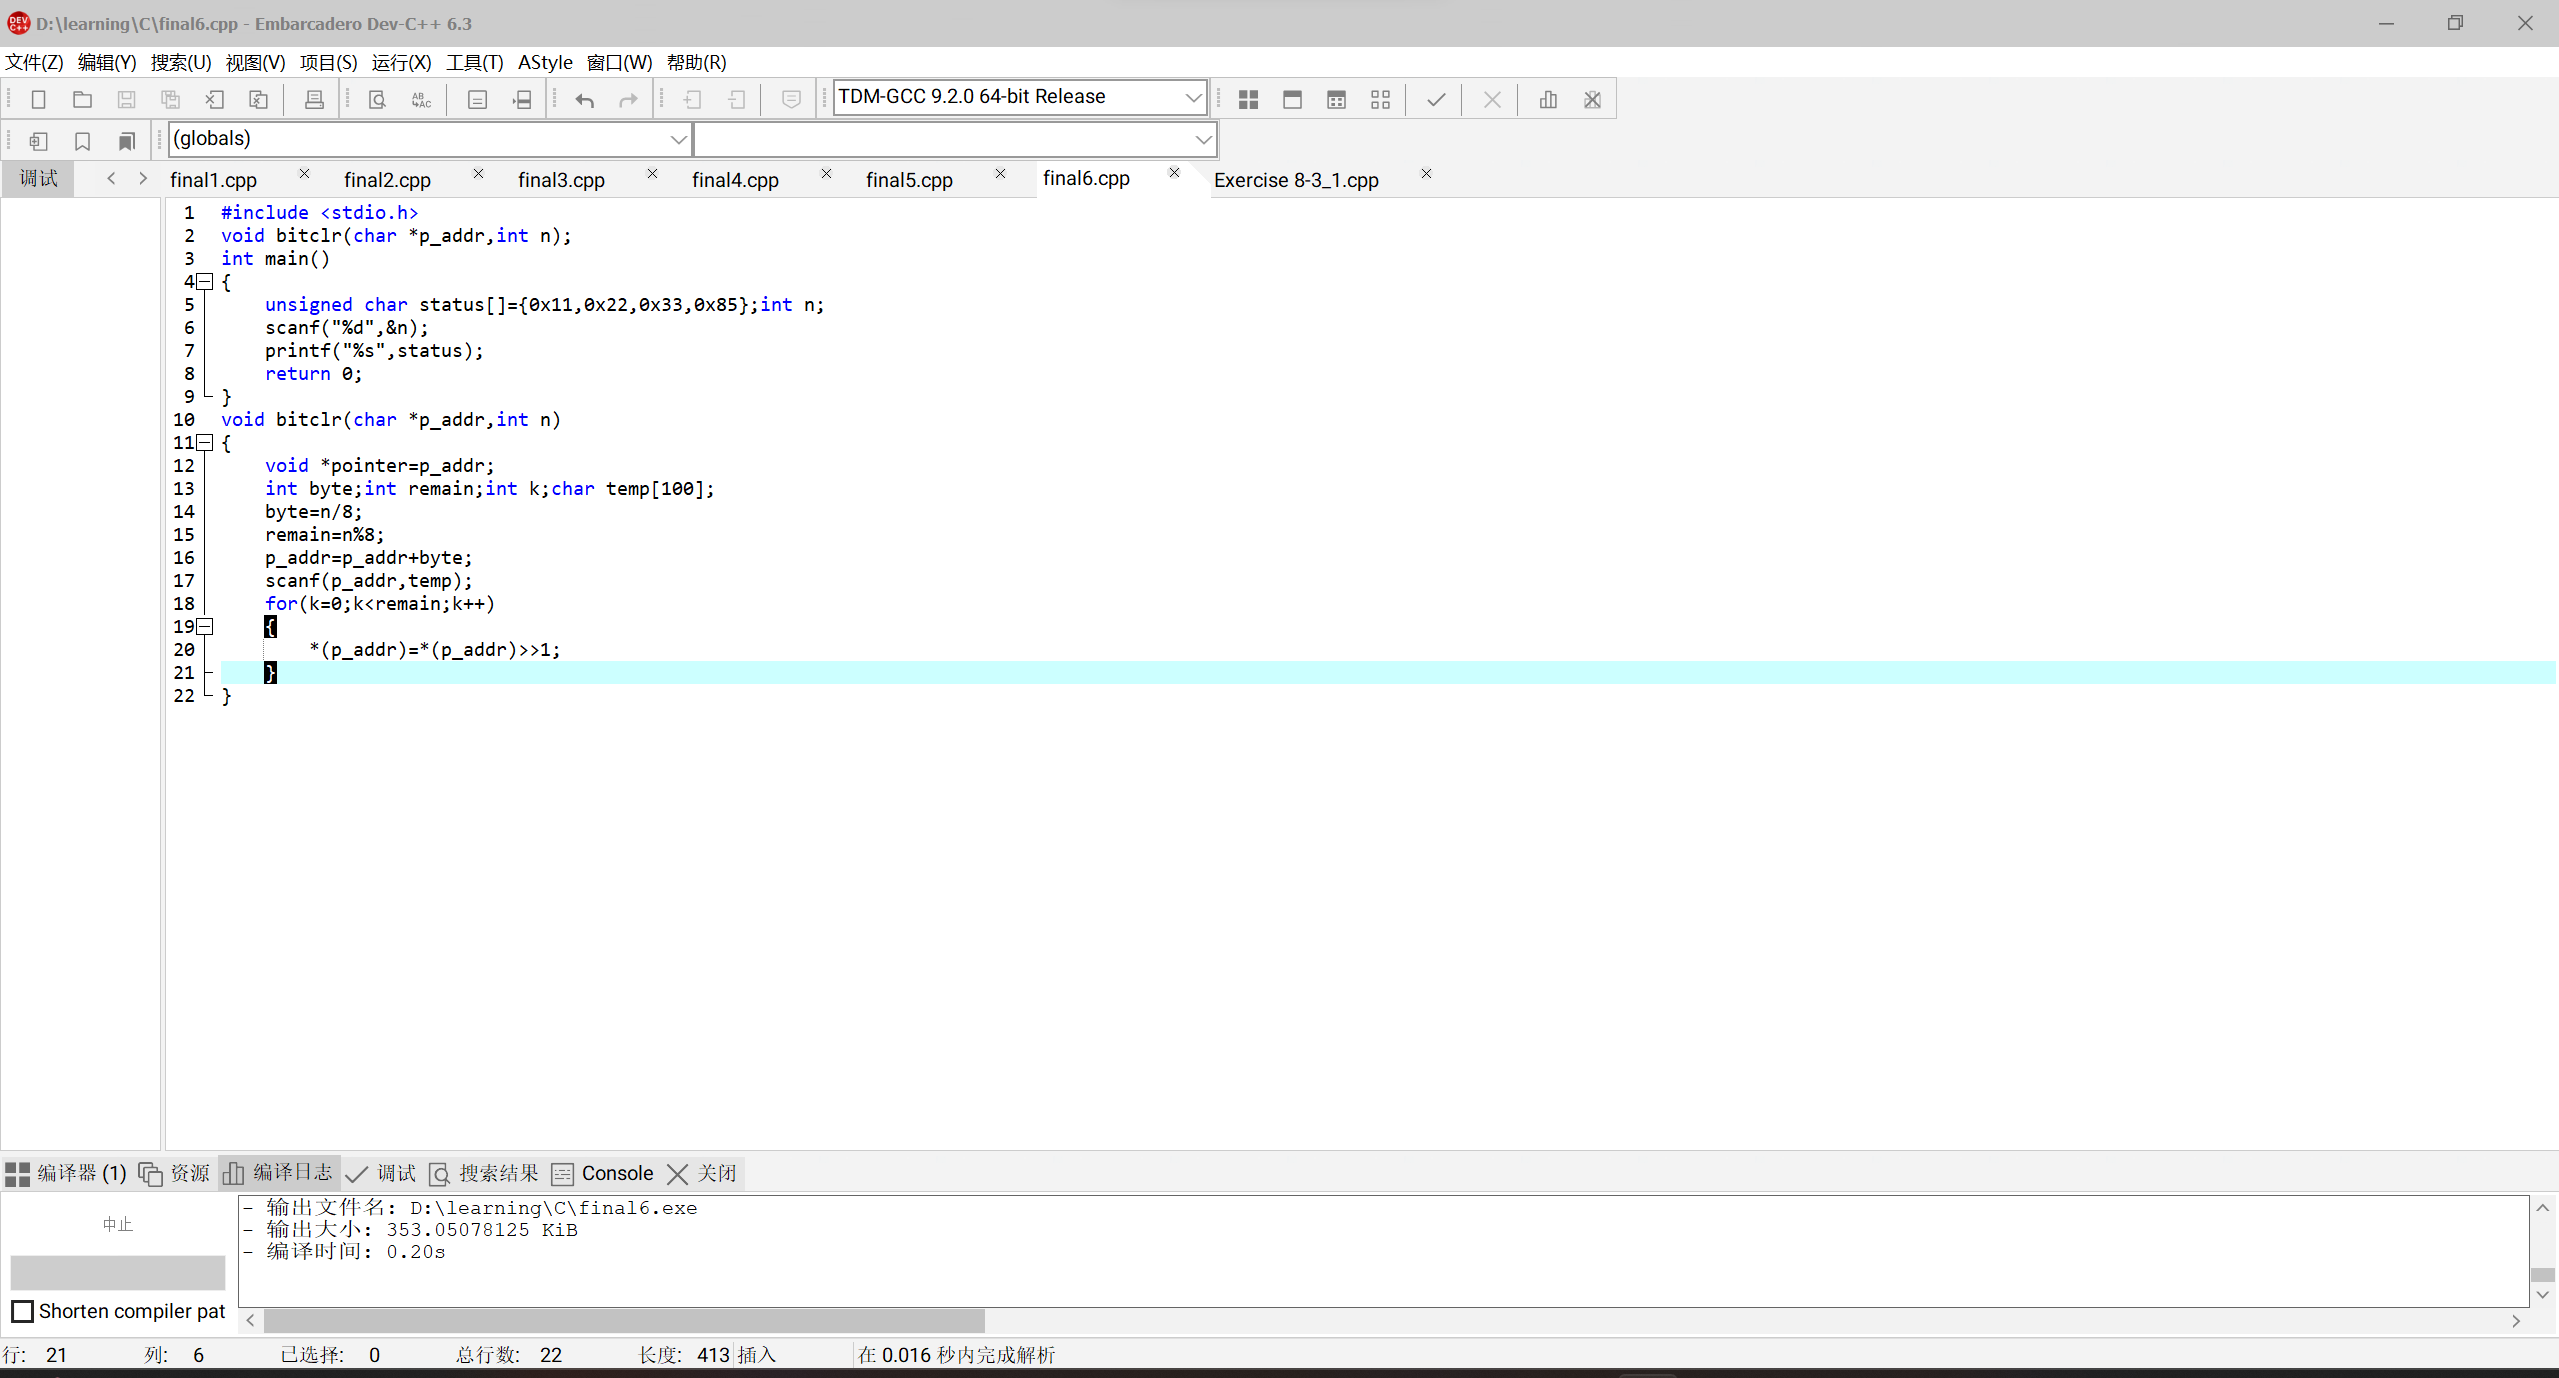 D:\learning\C\final6.cpp - Embarcadero Dev-C++ 6.3
文件(Z) 编辑(Y) 搜索(U) 视图(V) 项目(S) 运行(X) 工具(T) AStyle 窗口(W) 帮助(R)
TDM-GCC 9.2.0 64-bit Release
(globals)
调试 final1.cpp final2.cpp final3.cpp final4.cpp final5.cpp final6.cpp Exercise 8-3_1.cpp
1 #include <stdio.h>
2 void bitclr(char *p_addr,int n);
3 int main()
4 {
5     unsigned char status[]={0x11,0x22,0x33,0x85};int n;
6     scanf("%d",&n);
7     printf("%s",status);
8     return 0;
9 }
10 void bitclr(char *p_addr,int n)
11 {
12     void *pointer=p_addr;
13     int byte;int remain;int k;char temp[100];
14     byte=n/8;
15     remain=n%8;
16     p_addr=p_addr+byte;
17     scanf(p_addr,temp);
18     for(k=0;k<remain;k++)
19     {
20         *(p_addr)=*(p_addr)>>1;
21     }
22 }
编译器 (1) 资源 编译日志 调试 搜索结果 Console 关闭
中止
- 输出文件名: D:\learning\C\final6.exe
- 输出大小: 353.05078125 KiB
- 编译时间: 0.20s
Shorten compiler pat
行: 21 列: 6 已选择: 0 总行数: 22 长度: 413 插入 在 0.016 秒内完成解析